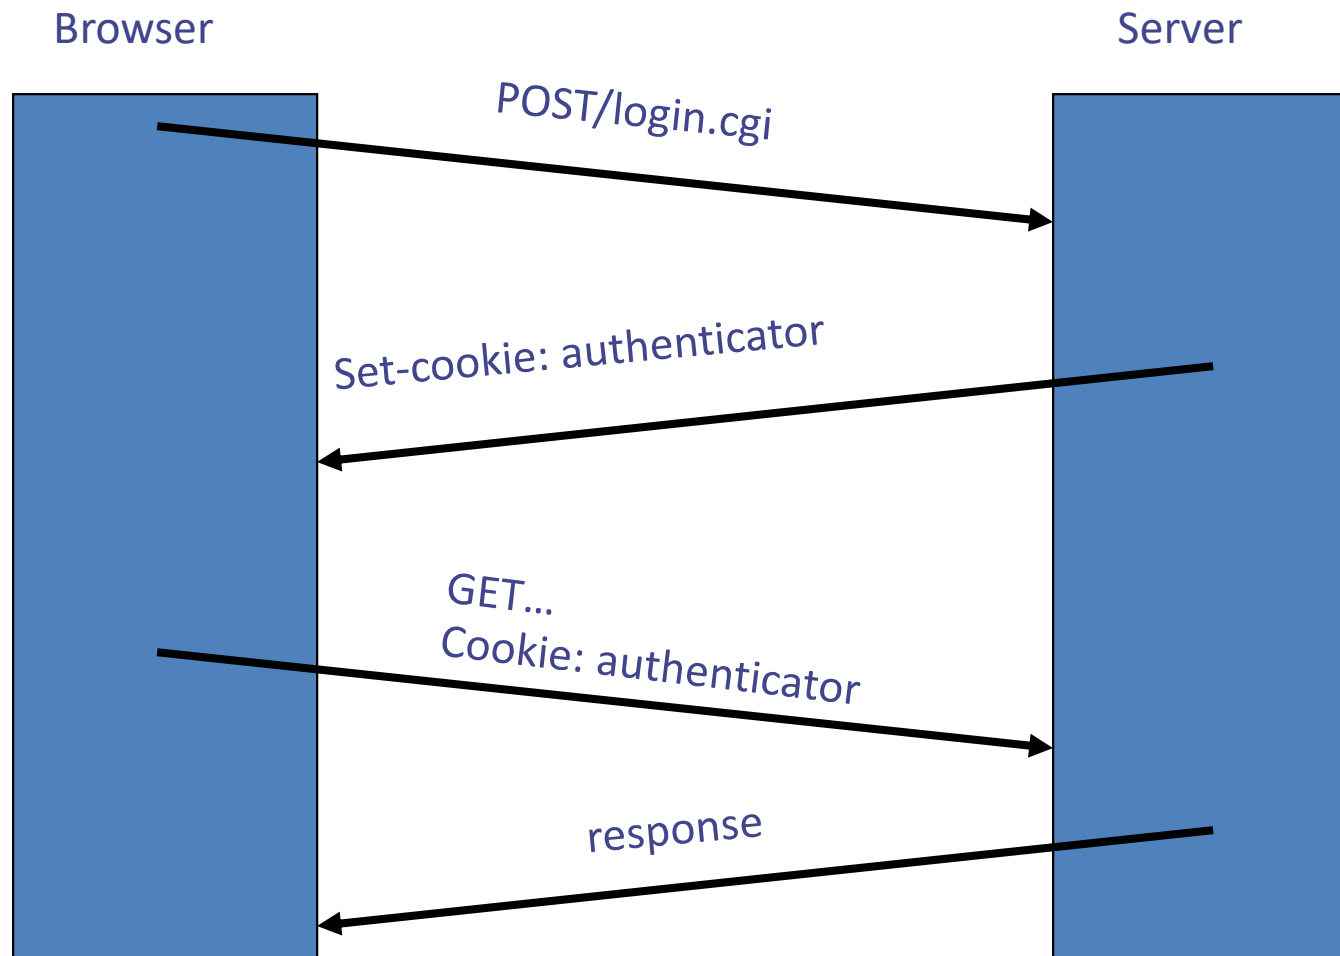 Browser
Server
POST/login.cgi
Set-cookie: authenticator
GET…
Cookie: authenticator
response